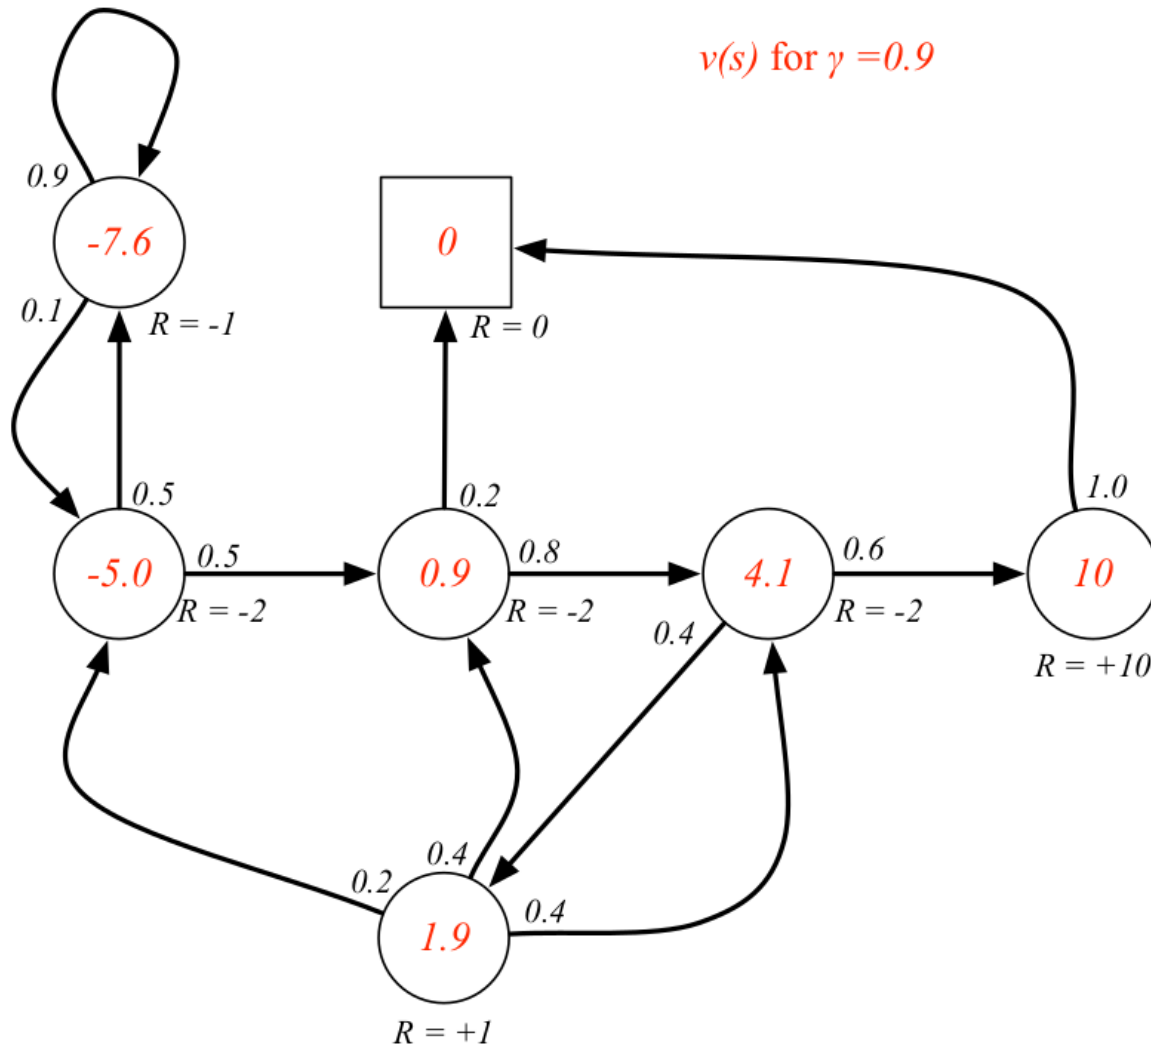 v(s) for γ =0.9
0.9
-7.6
0
0.1
R = -1
R = 0
0.5
0.2
1.0
-5.0
0.5
R = -2
0.9
0.8
R = -2
4.1
0.6
R = -2
10
0.4
R = +10
0.4
0.2
0.4
1.9
R = +1